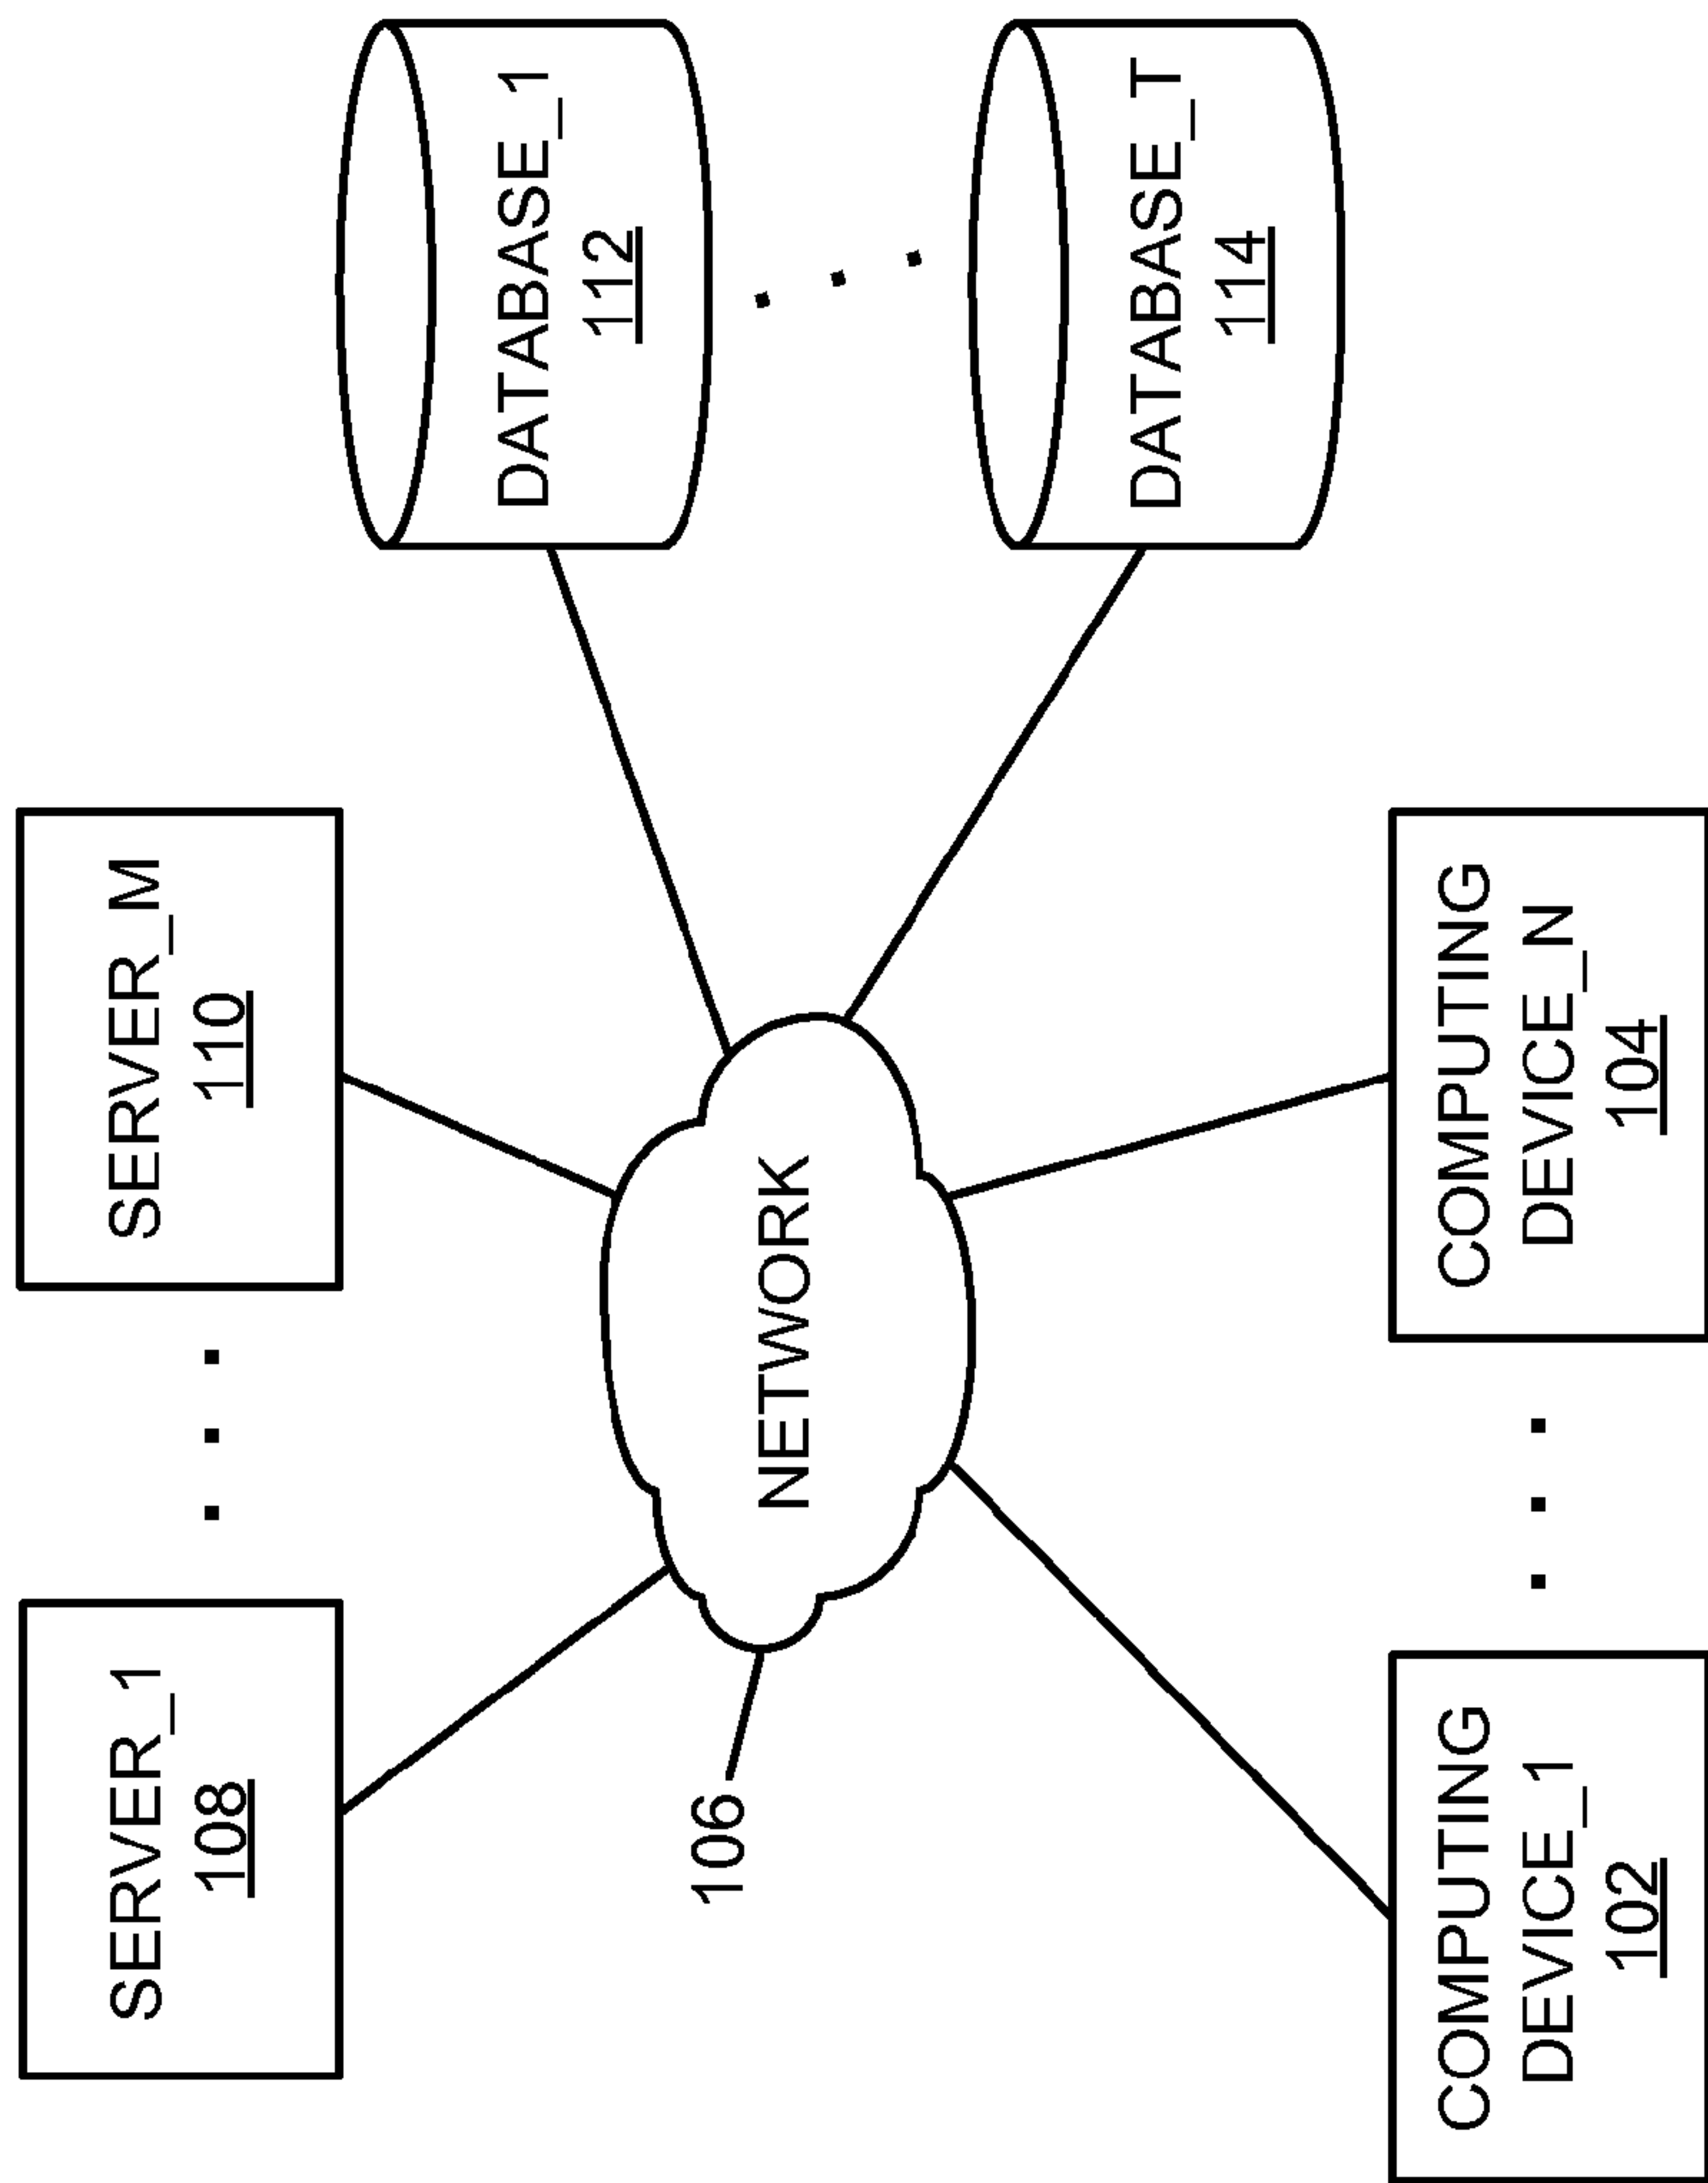 SERVER_1
108
SERVER_M
110
DATABASE_1
112
106
NETWORK
DATABASE_T
114
COMPUTING
DEVICE_1
102
COMPUTING
DEVICE_N
104